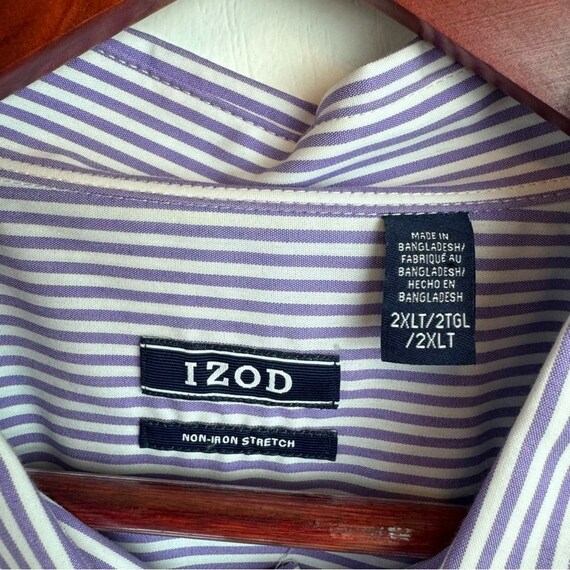 MADE IN
BANGLADESH/
FABRIQUÉ AU
BANGLADESH/
HECHO EN
BANGLADESH
2XLT/2TGL
/2XLT
IZOD
NON-IRON STRETCH